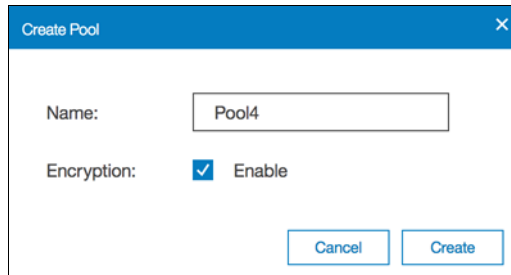 Create Pool
Name: Pool4
Encryption: Enable
Cancel Create